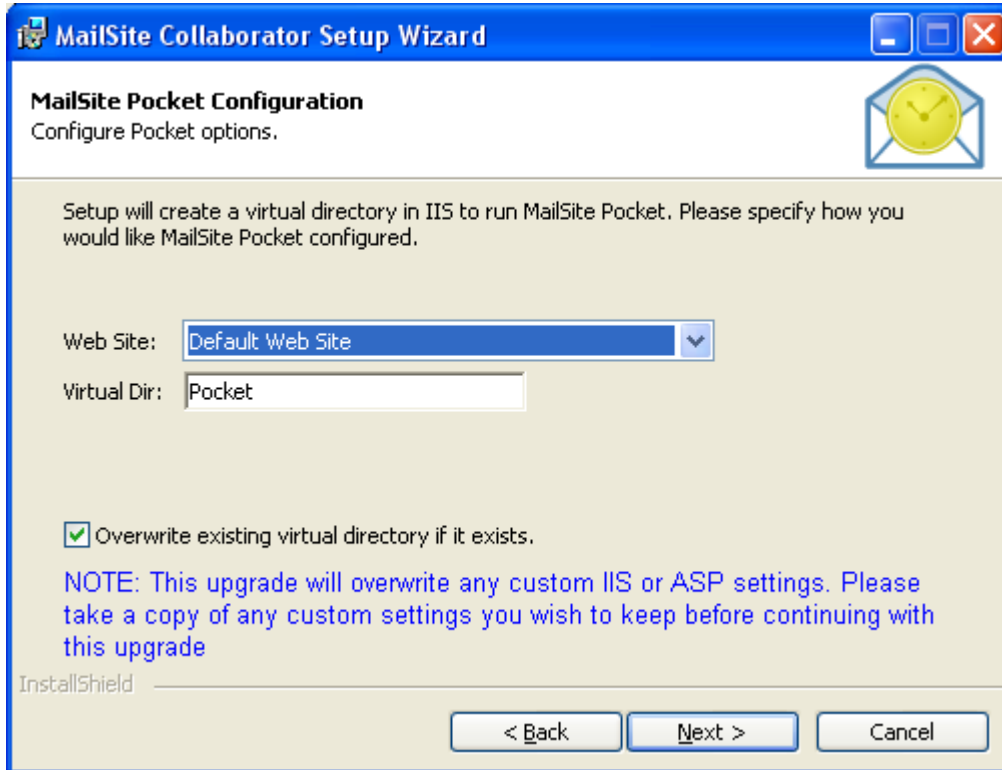 MailSite Collaborator Setup Wizard
MailSite Pocket Configuration
Configure Pocket options.
Setup will create a virtual directory in IIS to run MailSite Pocket. Please specify how you
would like MailSite Pocket configured.
Web Site: Default Web Site
Virtual Dir: Pocket
Overwrite existing virtual directory if it exists.
NOTE: This upgrade will overwrite any custom IIS or ASP settings. Please
take a copy of any custom settings you wish to keep before continuing with
this upgrade
InstallShield
< Back Next > Cancel